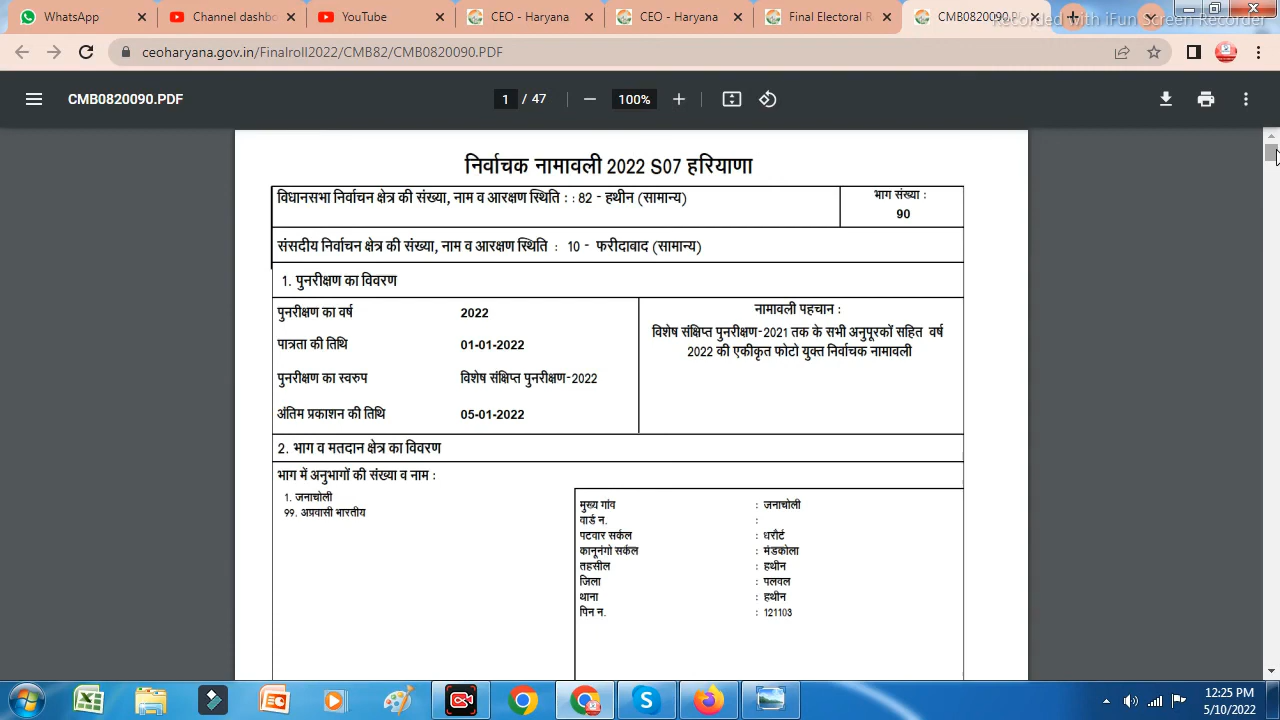 WhatsApp
Channel dashbo
YouTube
CEO - Haryana
CEO - Haryana
Final Electoral R
CMB0820090.PD
Recorded with iFun Screen Recorder
ceoharyana.gov.in/Finalroll2022/CMB82/CMB0820090.PDF
CMB0820090.PDF
1 / 47
100%
निर्वाचक नामावली 2022 S07 हरियाणा
विधानसभा निर्वाचन क्षेत्र की संख्या, नाम व आरक्षण स्थिति : : 82 - हथीन (सामान्य)
भाग संख्या :
90
संसदीय निर्वाचन क्षेत्र की संख्या, नाम व आरक्षण स्थिति : 10 - फरीदाबाद (सामान्य)
1. पुनरीक्षण का विवरण
पुनरीक्षण का वर्ष 2022
पात्रता की तिथि 01-01-2022
पुनरीक्षण का स्वरुप विशेष संक्षिप्त पुनरीक्षण-2022
अंतिम प्रकाशन की तिथि 05-01-2022
नामावली पहचान :
विशेष संक्षिप्त पुनरीक्षण-2021 तक के सभी अनुपूरकों सहित वर्ष
2022 की एकीकृत फोटो युक्त निर्वाचक नामावली
2. भाग व मतदान क्षेत्र का विवरण
भाग में अनुभागों की संख्या व नाम :
1. जनाचोली
99. अप्रवासी भारतीय
मुख्य गांव : जनाचोली
वार्ड न. :
पटवार सर्कल : धरौर्ट
कानूनंगो सर्कल : मंडकोला
तहसील : हथीन
जिला : पलवल
थाना : हथीन
पिन न. : 121103
12:25 PM
5/10/2022